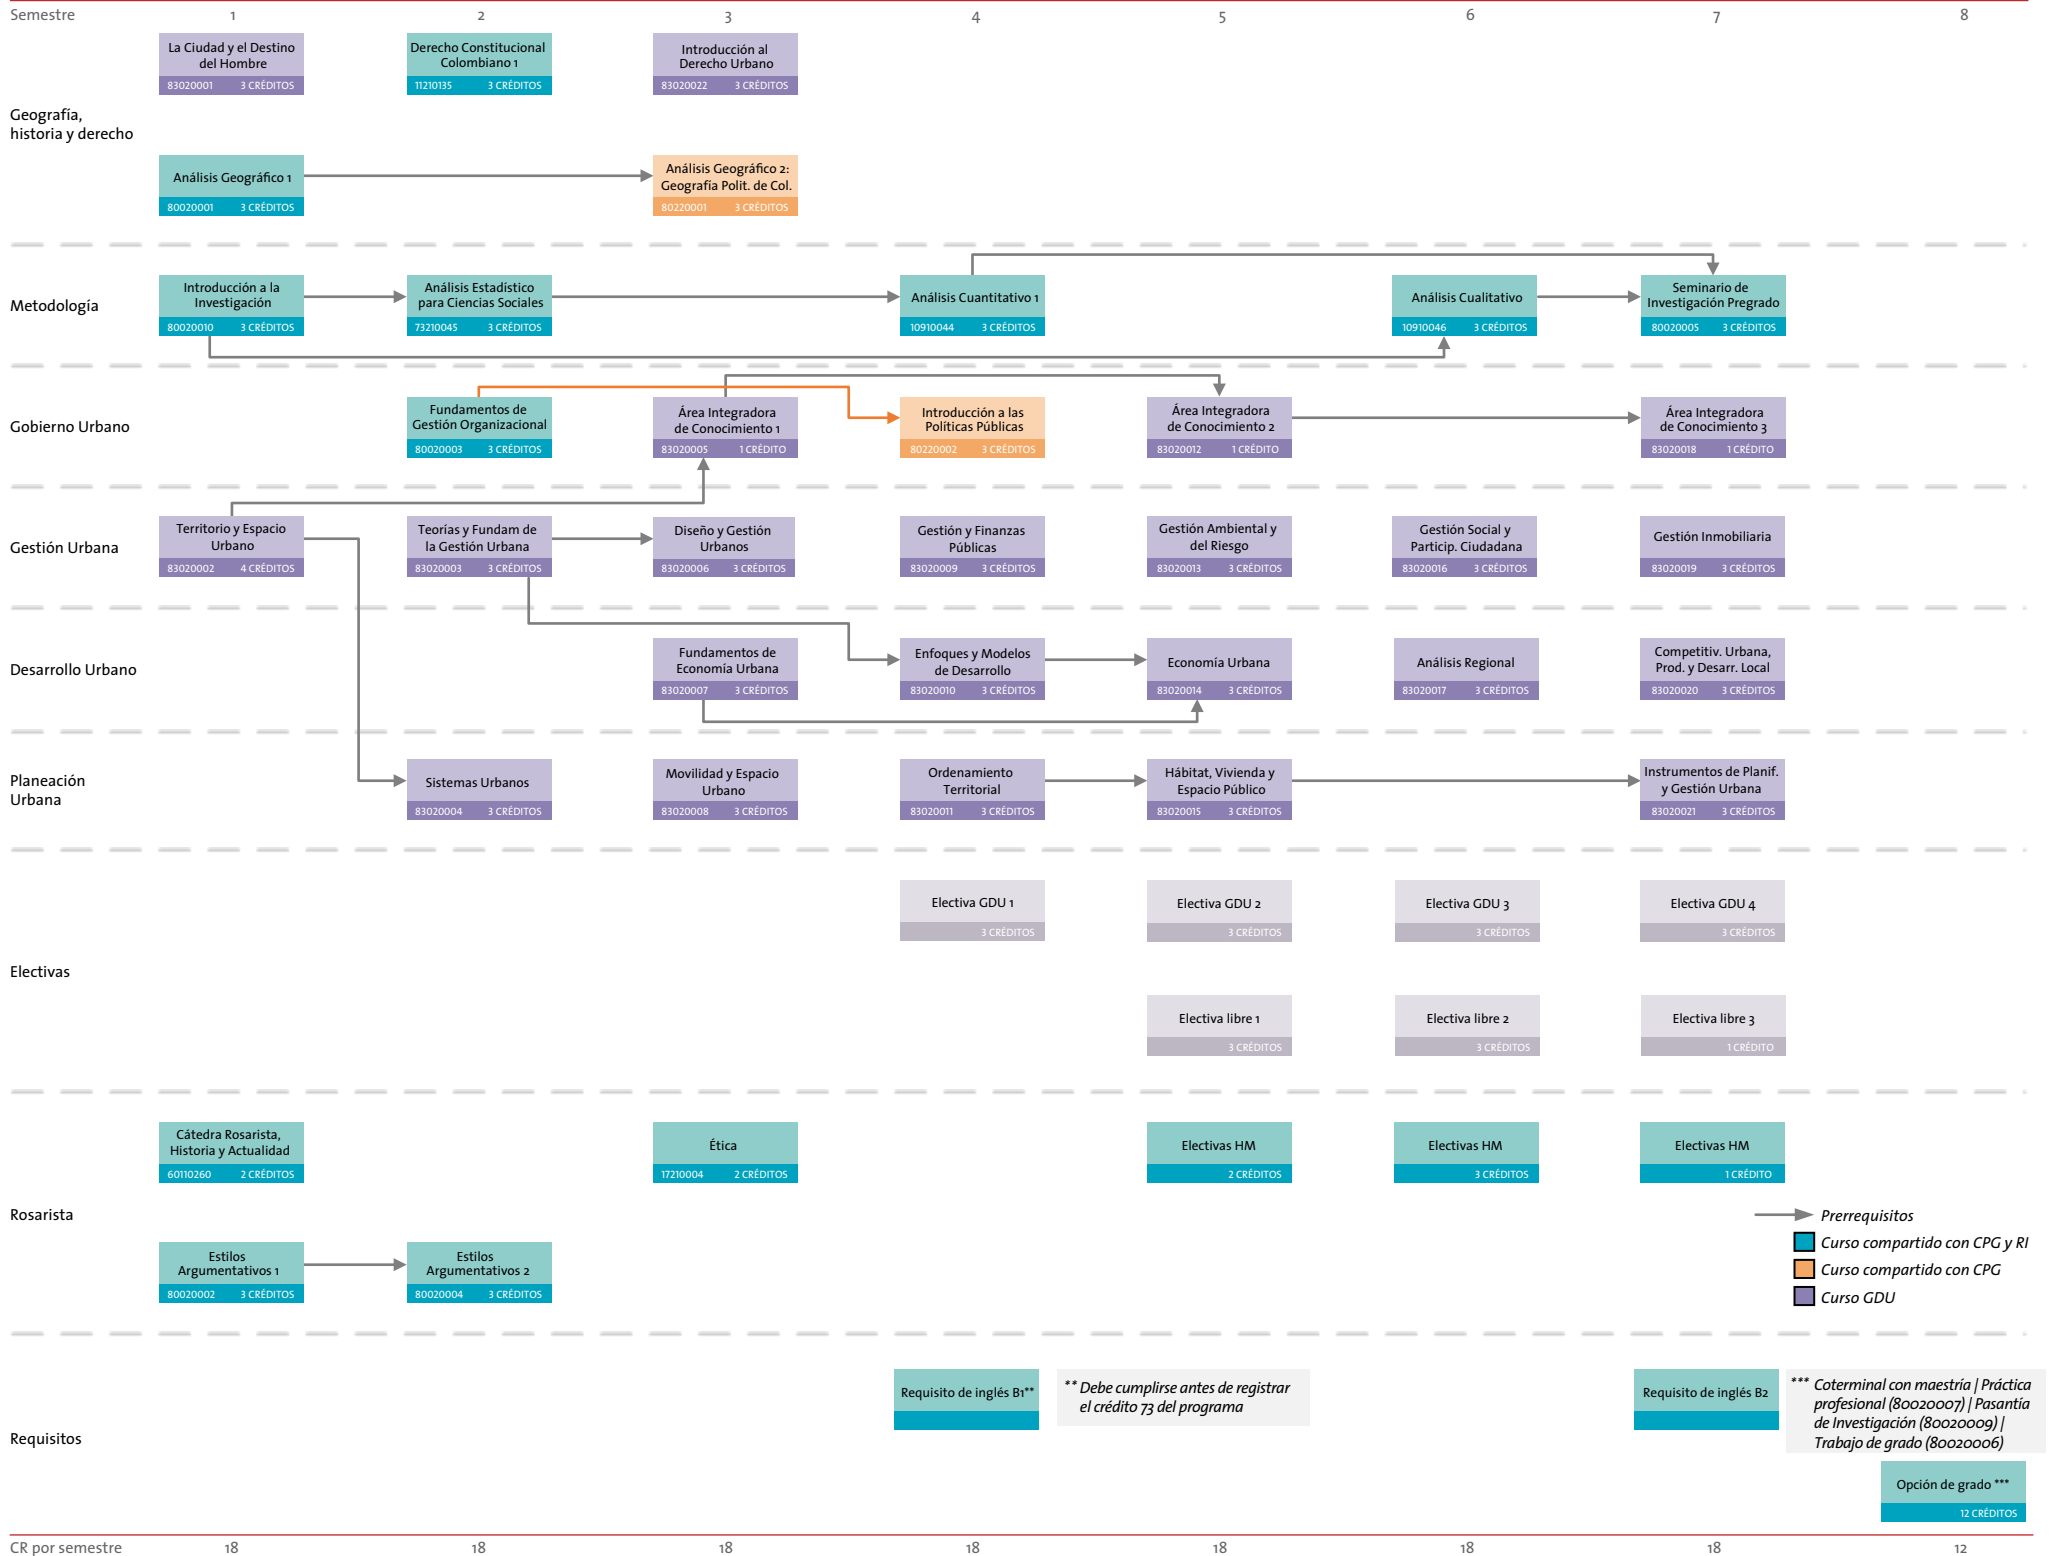 Semestre 1 2 3 4 5 6 7 8
La Ciudad y el Destino
del Hombre
83020001 3 CRÉDITOS
Derecho Constitucional
Colombiano 1
11210135 3 CRÉDITOS
Introducción al
Derecho Urbano
83020022 3 CRÉDITOS
Geografía,
historia y derecho
Análisis Geográfico 1
80020001 3 CRÉDITOS
Análisis Geográfico 2:
Geografía Polit. de Col.
80220001 3 CRÉDITOS
Metodología
Introducción a la
Investigación
80020010 3 CRÉDITOS
Análisis Estadístico
para Ciencias Sociales
73210045 3 CRÉDITOS
Análisis Cuantitativo 1
10910044 3 CRÉDITOS
Análisis Cualitativo
10910046 3 CRÉDITOS
Seminario de
Investigación Pregrado
80020005 3 CRÉDITOS
Gobierno Urbano
Fundamentos de
Gestión Organizacional
80020003 3 CRÉDITOS
Área Integradora
de Conocimiento 1
83020005 1 CRÉDITO
Introducción a las
Políticas Públicas
80220002 3 CRÉDITOS
Área Integradora
de Conocimiento 2
83020012 1 CRÉDITO
Área Integradora
de Conocimiento 3
83020018 1 CRÉDITO
Gestión Urbana
Territorio y Espacio
Urbano
83020002 4 CRÉDITOS
Teorías y Fundam de
la Gestión Urbana
83020003 3 CRÉDITOS
Diseño y Gestión
Urbanos
83020006 3 CRÉDITOS
Gestión y Finanzas
Públicas
83020009 3 CRÉDITOS
Gestión Ambiental y
del Riesgo
83020013 3 CRÉDITOS
Gestión Social y
Particip. Ciudadana
83020016 3 CRÉDITOS
Gestión Inmobiliaria
83020019 3 CRÉDITOS
Desarrollo Urbano
Fundamentos de
Economía Urbana
83020007 3 CRÉDITOS
Enfoques y Modelos
de Desarrollo
83020010 3 CRÉDITOS
Economía Urbana
83020014 3 CRÉDITOS
Análisis Regional
83020017 3 CRÉDITOS
Competitiv. Urbana,
Prod. y Desarr. Local
83020020 3 CRÉDITOS
Planeación
Urbana
Sistemas Urbanos
83020004 3 CRÉDITOS
Movilidad y Espacio
Urbano
83020008 3 CRÉDITOS
Ordenamiento
Territorial
83020011 3 CRÉDITOS
Hábitat, Vivienda y
Espacio Público
83020015 3 CRÉDITOS
Instrumentos de Planif.
y Gestión Urbana
83020021 3 CRÉDITOS
Electivas
Electiva GDU 1
3 CRÉDITOS
Electiva GDU 2
3 CRÉDITOS
Electiva GDU 3
3 CRÉDITOS
Electiva GDU 4
3 CRÉDITOS
Electiva libre 1
3 CRÉDITOS
Electiva libre 2
3 CRÉDITOS
Electiva libre 3
1 CRÉDITO
Rosarista
Cátedra Rosarista,
Historia y Actualidad
60110260 2 CRÉDITOS
Ética
17210004 2 CRÉDITOS
Electivas HM
2 CRÉDITOS
Electivas HM
3 CRÉDITOS
Electivas HM
1 CRÉDITO
Estilos
Argumentativos 1
80020002 3 CRÉDITOS
Estilos
Argumentativos 2
80020004 3 CRÉDITOS
Prerrequisitos
Curso compartido con CPG y RI
Curso compartido con CPG
Curso GDU
Requisitos
Requisito de inglés B1**
** Debe cumplirse antes de registrar
el crédito 73 del programa
Requisito de inglés B2
*** Coterminal con maestría | Práctica
profesional (80020007) | Pasantía
de Investigación (80020009) |
Trabajo de grado (80020006)
Opción de grado ***
12 CRÉDITOS
CR por semestre 18 18 18 18 18 18 18 12